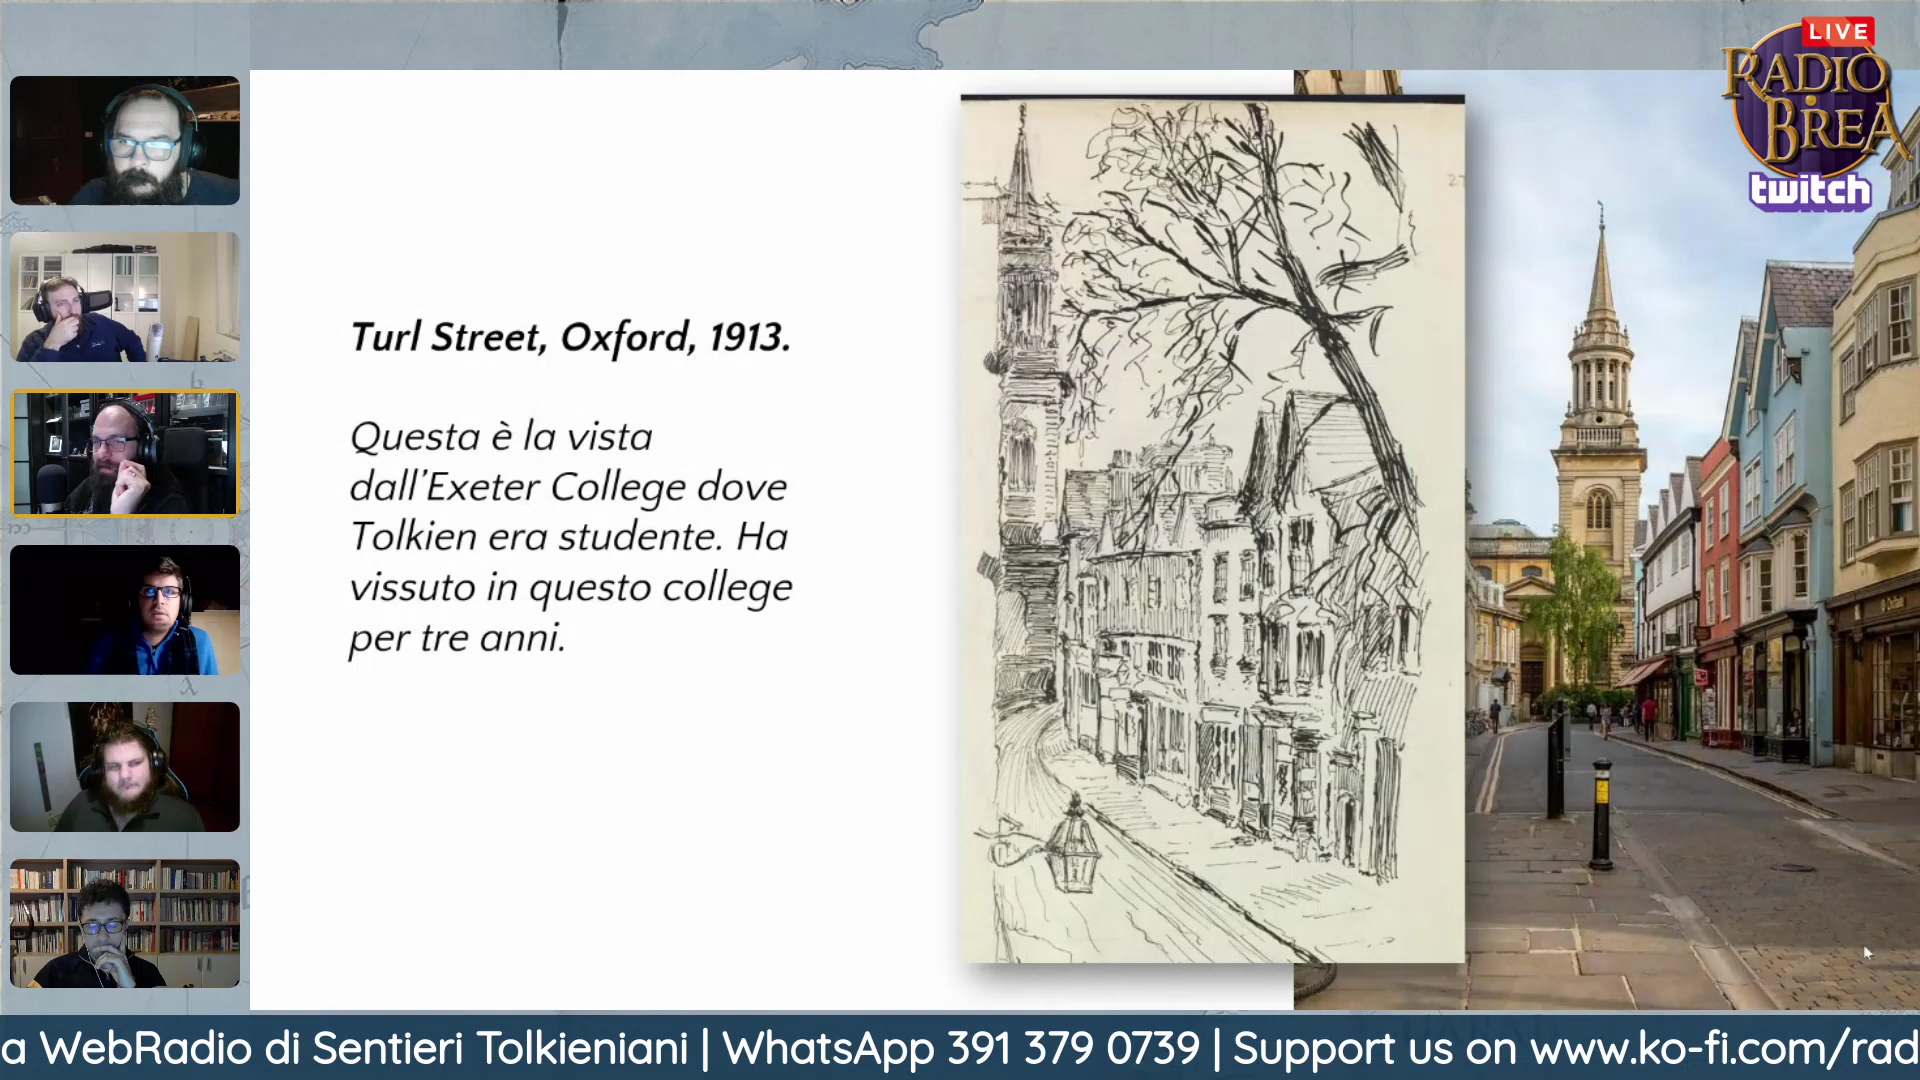 LIVE
RADIO
BREA
twitch
Turl Street, Oxford, 1913.
Questa è la vista
dall'Exeter College dove
Tolkien era studente. Ha
vissuto in questo college
per tre anni.
a WebRadio di Sentieri Tolkieniani | WhatsApp 391 379 0739 | Support us on www.ko-fi.com/rad